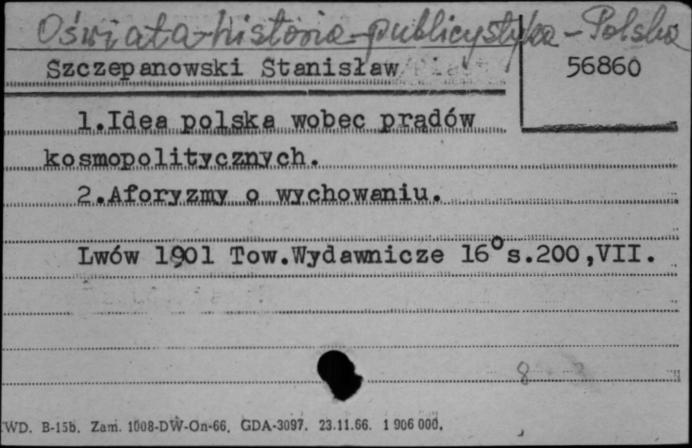 Oświata-historia-publicystyka-Polska
Szczepanowski Stanisław
56860
1.Idea polska wobec prądów
kosmopolitycznych.
2.Aforyzmy o wychowaniu.
Lwów 1901 Tow.Wydawnicze 16° s.200,VII.
WD. B-15b. Zam. 1008-DW-On-66. GDA-3097. 23.11.66. 1 906 000.